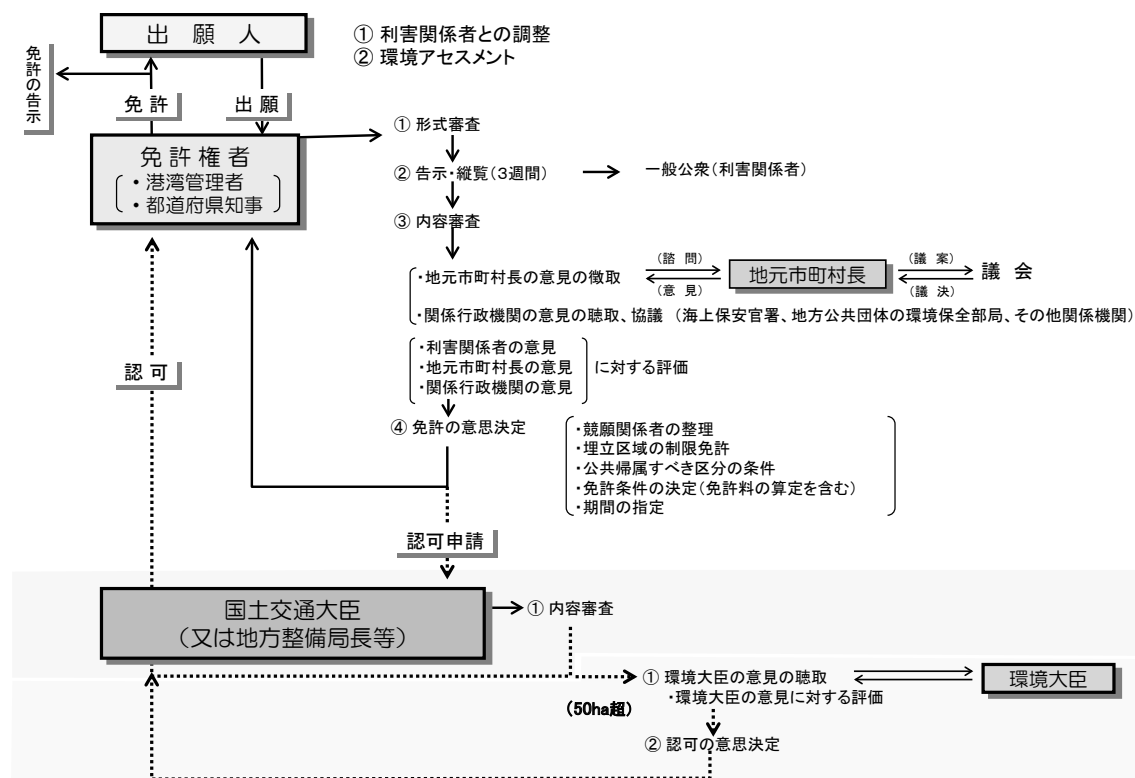 出 願 人
① 利害関係者との調整
② 環境アセスメント
免許の告示
免 許
出 願
免 許 権 者
・港湾管理者
・都道府県知事
① 形式審査
② 告示・縦覧(3週間)
一般公衆(利害関係者)
③ 内容審査
・地元市町村長の意見の徴取
(諮 問)
(意 見)
地元市町村長
(議 案)
(議 決)
議 会
・関係行政機関の意見の聴取、協議 (海上保安官署、地方公共団体の環境保全部局、その他関係機関)
・利害関係者の意見
・地元市町村長の意見
・関係行政機関の意見
に対する評価
認 可
④ 免許の意思決定
・競願関係者の整理
・埋立区域の制限免許
・公共帰属すべき区分の条件
・免許条件の決定(免許料の算定を含む)
・期間の指定
認可申請
国土交通大臣
(又は地方整備局長等)
① 内容審査
(50ha超)
① 環境大臣の意見の聴取
・環境大臣の意見に対する評価
環境大臣
② 認可の意思決定